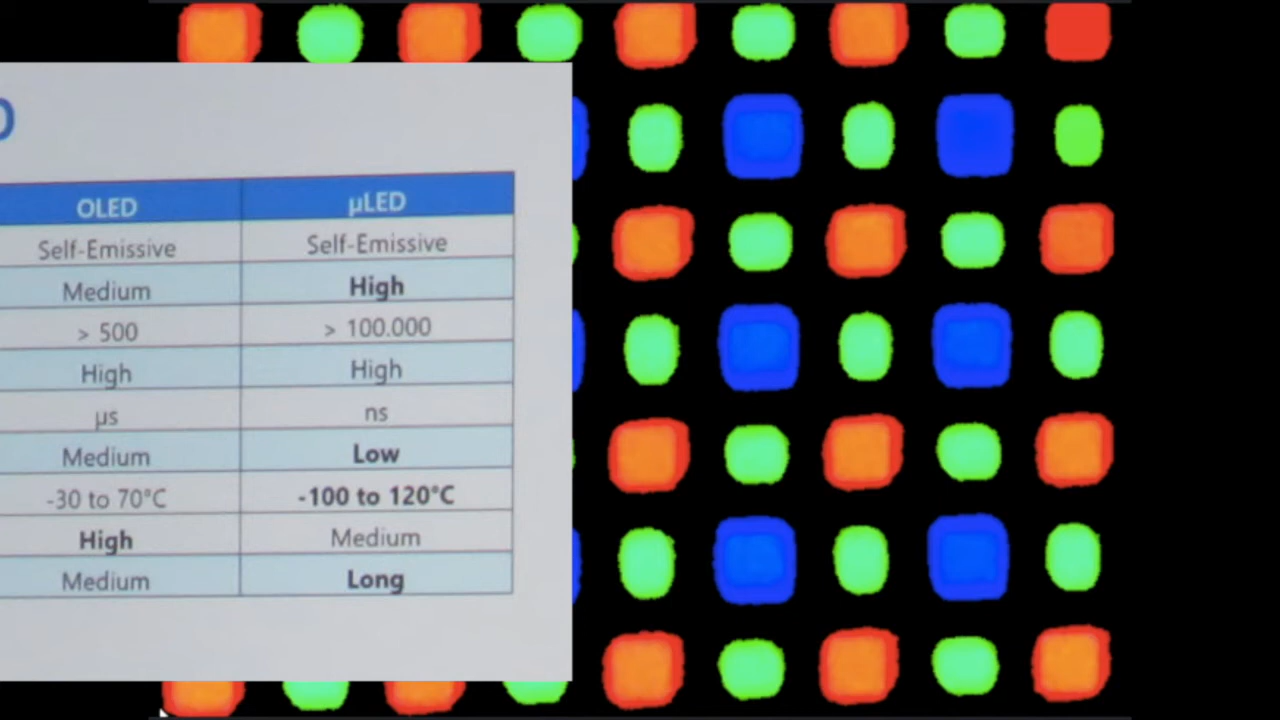 OLED µLED
Self-Emissive Self-Emissive
Medium High
> 500 > 100.000
High High
µs ns
Medium Low
-30 to 70°C -100 to 120°C
High Medium
Medium Long